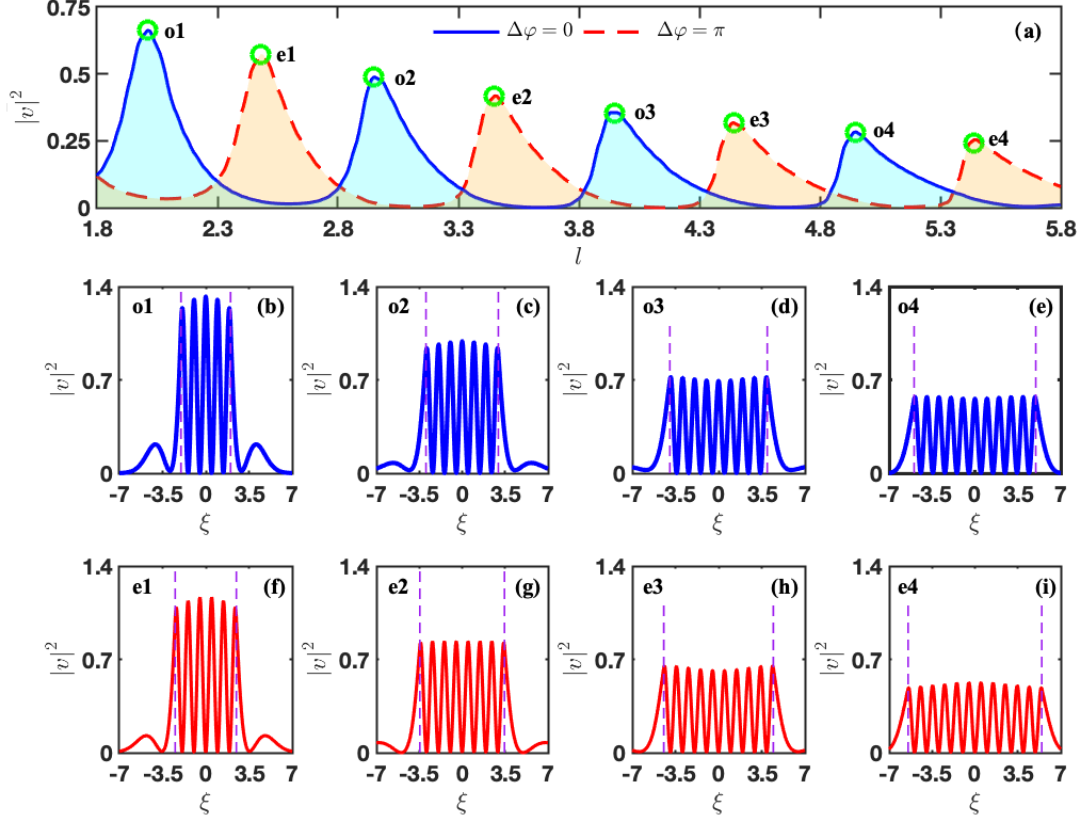 0.75
0.5
0.25
0
|v|²
o1
e1
o2
e2
o3
e3
o4
e4
Δφ = 0
Δφ = π
(a)
1.8 2.3 2.8 3.3 3.8 4.3 4.8 5.3 5.8
l
1.4 o1 (b)
0.7
0
|v|²
-7 -3.5 0 3.5 7
ξ
1.4 o2 (c)
0.7
0
|v|²
-7 -3.5 0 3.5 7
ξ
1.4 o3 (d)
0.7
0
|v|²
-7 -3.5 0 3.5 7
ξ
1.4 o4 (e)
0.7
0
|v|²
-7 -3.5 0 3.5 7
ξ
1.4 e1 (f)
0.7
0
|v|²
-7 -3.5 0 3.5 7
ξ
1.4 e2 (g)
0.7
0
|v|²
-7 -3.5 0 3.5 7
ξ
1.4 e3 (h)
0.7
0
|v|²
-7 -3.5 0 3.5 7
ξ
1.4 e4 (i)
0.7
0
|v|²
-7 -3.5 0 3.5 7
ξ